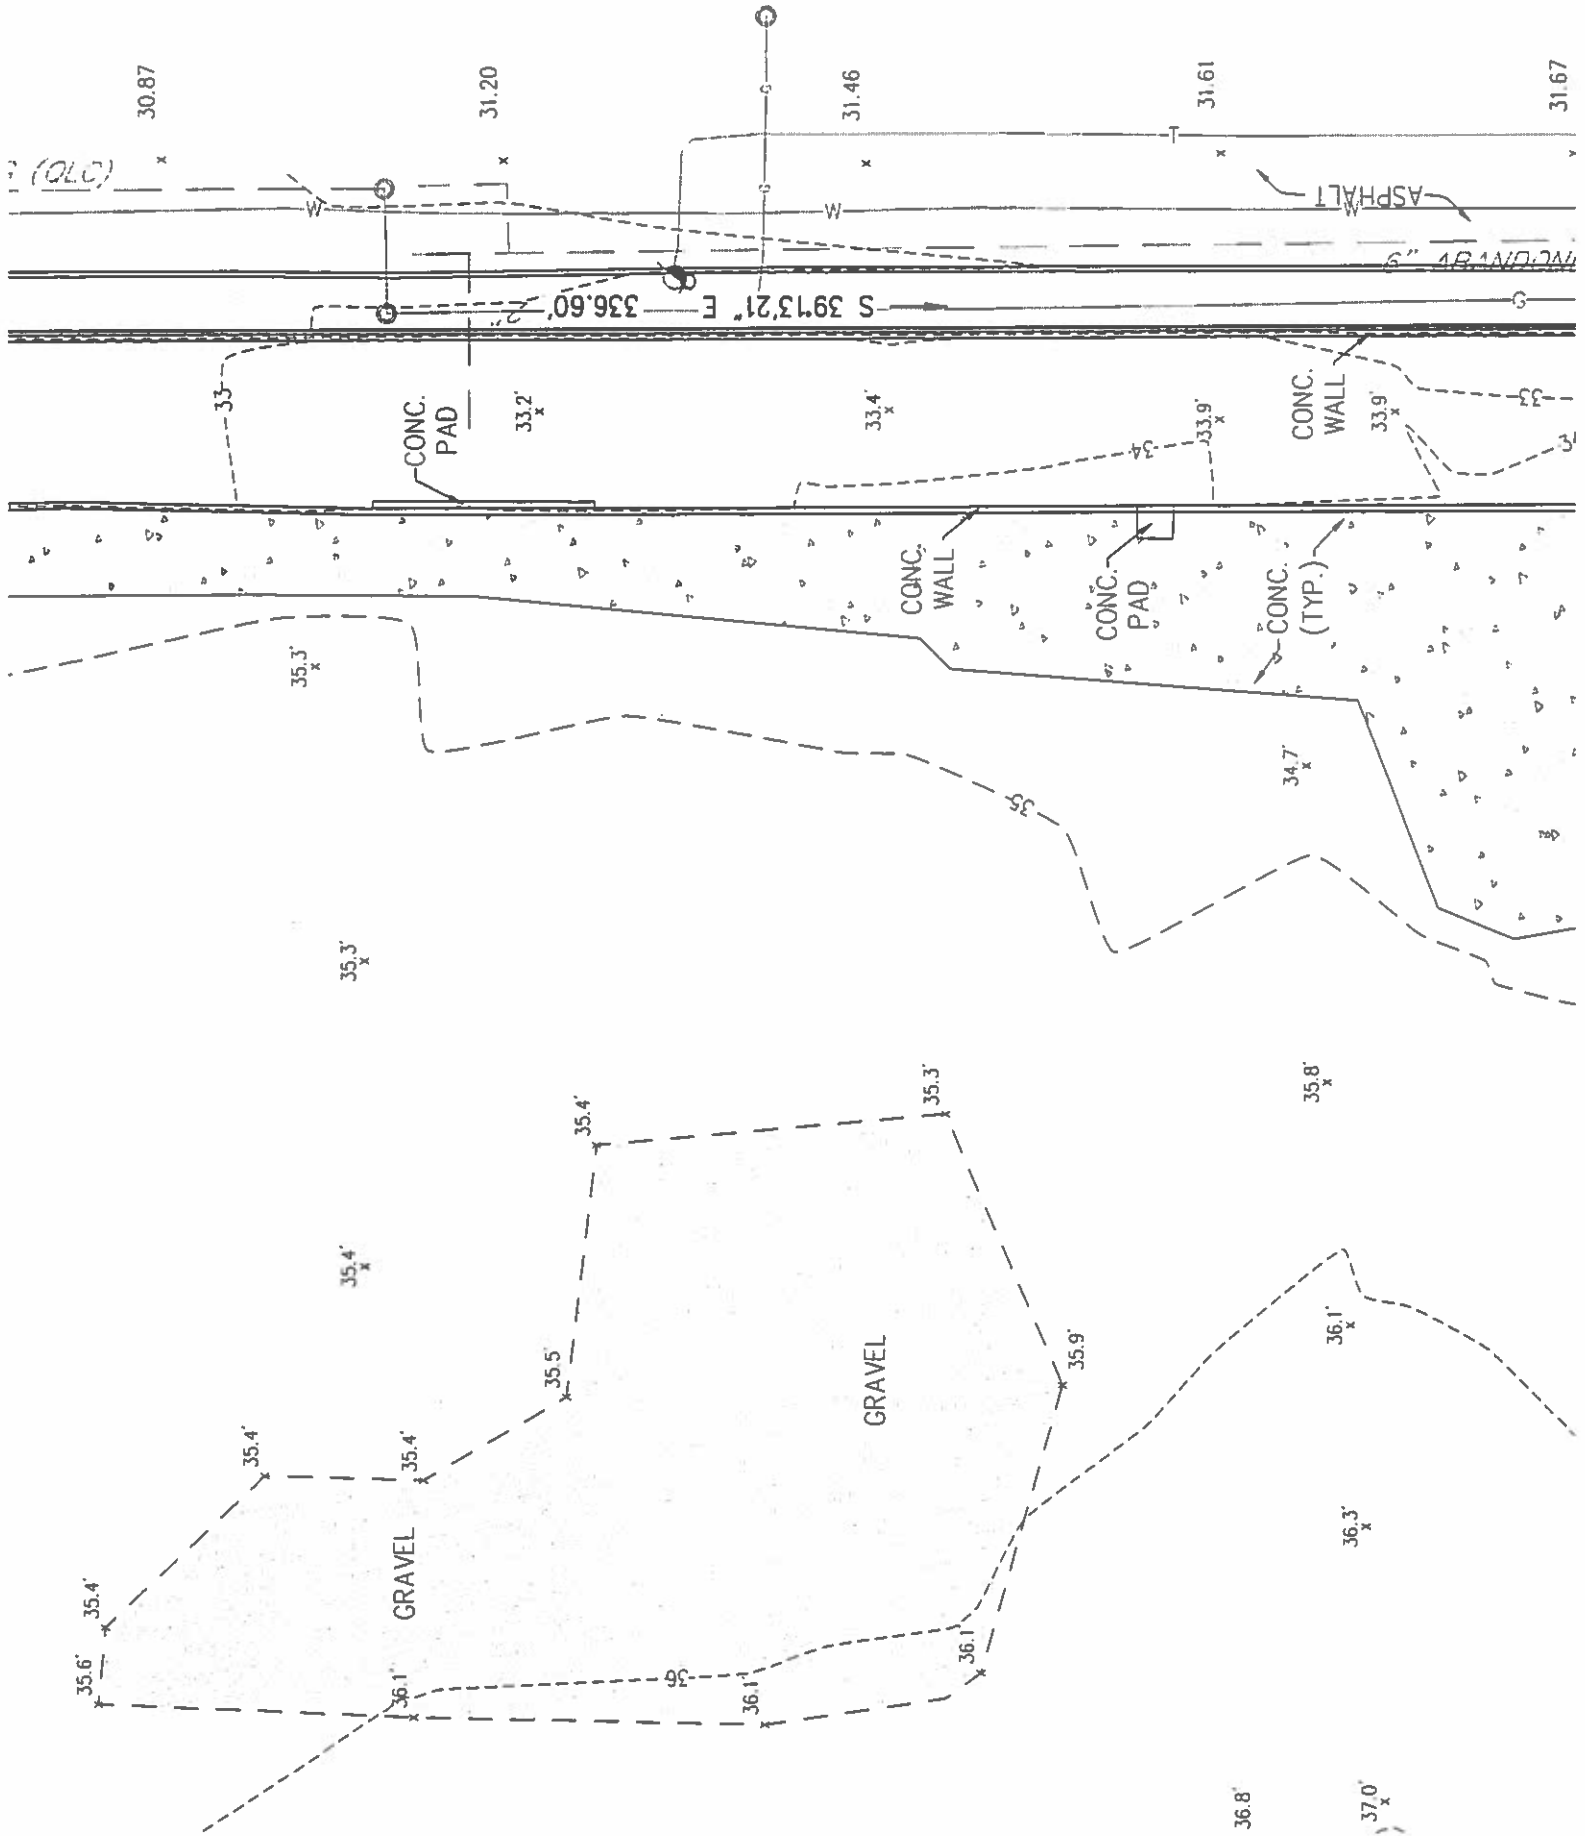 30.87
31.20
31.46
31.61
31.67
(QLC)
T
G
G
W
W
W
ASPHALT
6" ABANDON
G
S 39°13'21" E 336.60'
2"
33
CONC.
PAD
33.2'
33.4'
33.9'
CONC.
WALL
33.9'
33
34
CONC.
WALL
CONC.
PAD
CONC.
(TYP.)
35.3'
34.7'
35
35.3'
35.8'
35.4'
35.3'
35.4'
36.1'
35.5'
35.9'
GRAVEL
35.4'
35.4'
36.3'
GRAVEL
35.4'
35.6'
36.1'
36
36.1'
36.1'
36.8'
37.0'